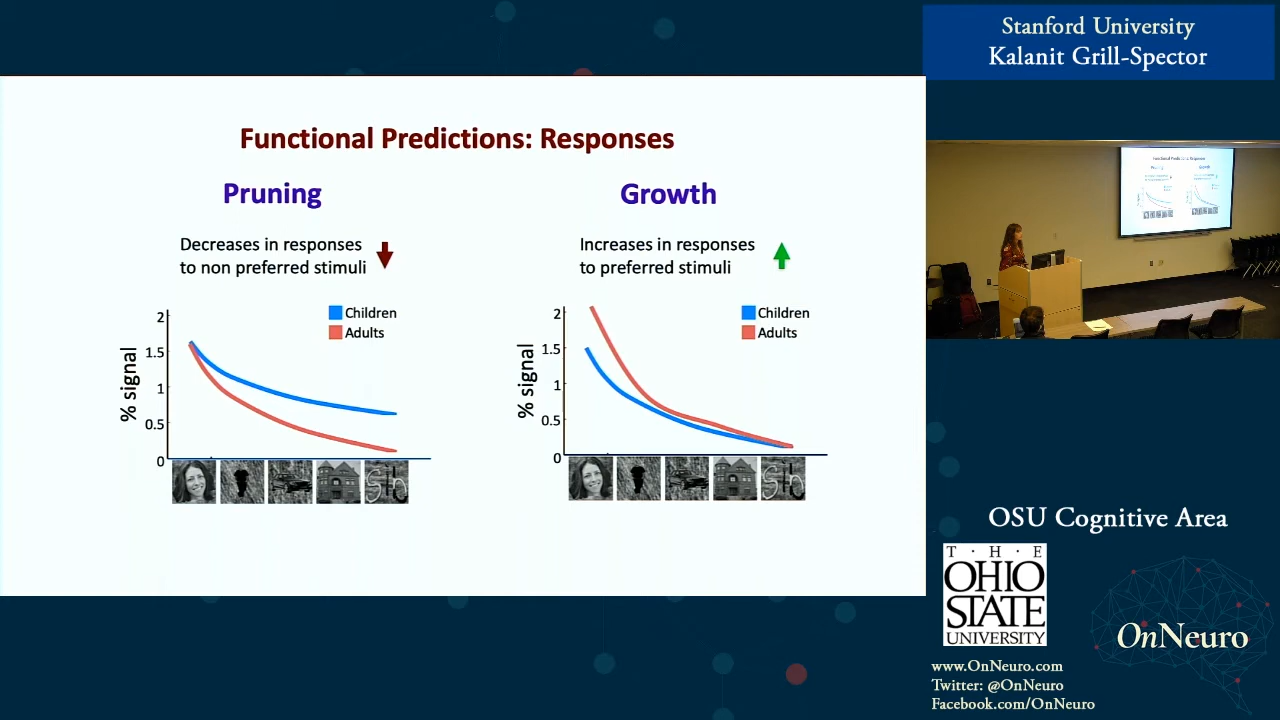 Stanford University
Kalanit Grill-Spector
Functional Predictions: Responses
Pruning
Growth
Decreases in responses
to non preferred stimuli
Increases in responses
to preferred stimuli
Children
Adults
2
1.5
1
0.5
0
% signal
Children
Adults
2
1.5
1
0.5
0
% signal
OSU Cognitive Area
T · H · E
OHIO
STATE
UNIVERSITY
OnNeuro
www.OnNeuro.com
Twitter: @OnNeuro
Facebook.com/OnNeuro